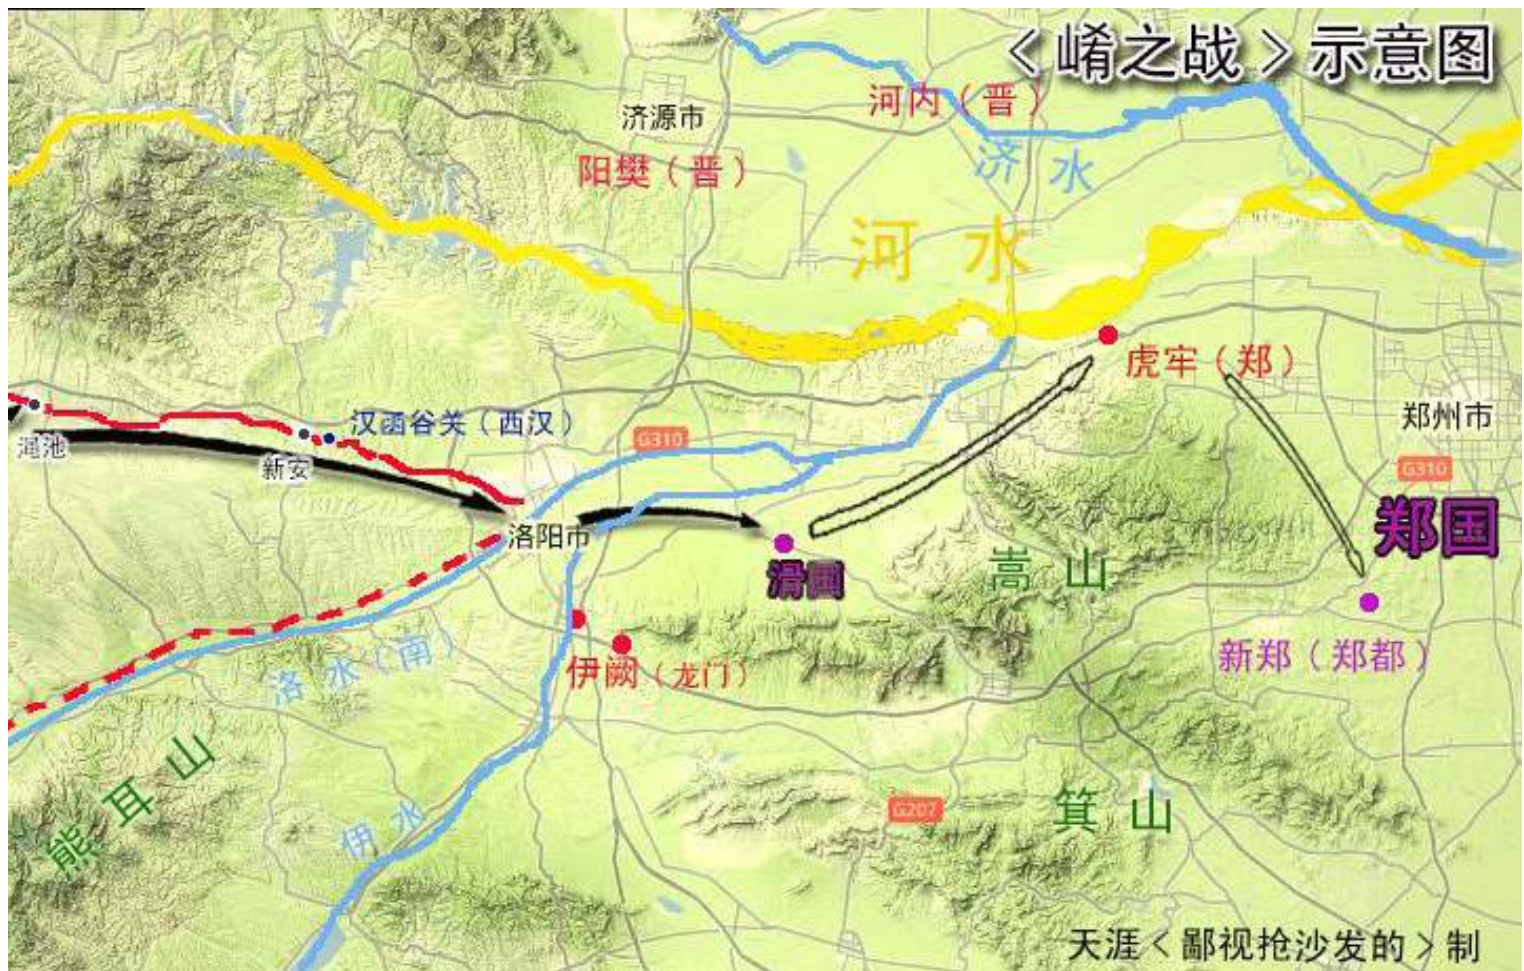 ＜崤之战＞示意图
河内（晋）
济源市
阳樊（晋）
济水
河水
虎牢（郑）
汉函谷关（西汉）
郑州市
渑池
新安
G310
G310
洛阳市
郑国
滑国
嵩山
伊阙（龙门）
新郑（郑都）
洛水（南）
熊耳山
伊水
G207
箕山
天涯＜鄙视抢沙发的＞制